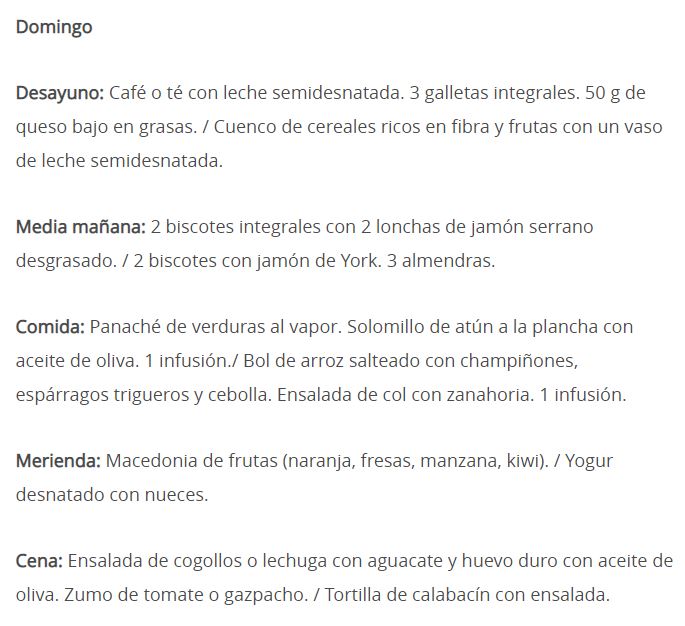 Domingo
Desayuno: Café o té con leche semidesnatada. 3 galletas integrales. 50 g de
queso bajo en grasas. / Cuenco de cereales ricos en fibra y frutas con un vaso
de leche semidesnatada.
Media mañana: 2 biscotes integrales con 2 lonchas de jamón serrano
desgrasado. / 2 biscotes con jamón de York. 3 almendras.
Comida: Panaché de verduras al vapor. Solomillo de atún a la plancha con
aceite de oliva. 1 infusión./ Bol de arroz salteado con champiñones,
espárragos trigueros y cebolla. Ensalada de col con zanahoria. 1 infusión.
Merienda: Macedonia de frutas (naranja, fresas, manzana, kiwi). / Yogur
desnatado con nueces.
Cena: Ensalada de cogollos o lechuga con aguacate y huevo duro con aceite de
oliva. Zumo de tomate o gazpacho. / Tortilla de calabacín con ensalada.